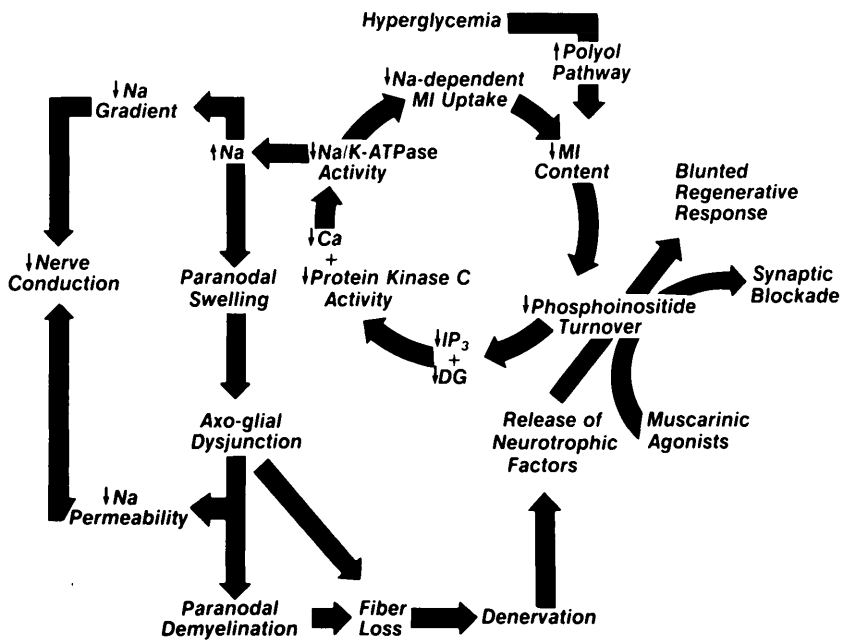 Hyperglycemia
↑Polyol
Pathway
↓Na-dependent
MI Uptake
↓Na
Gradient
↑Na
↓Na/K-ATPase
Activity
↓MI
Content
Blunted
Regenerative
Response
↓Ca
+
↓Protein Kinase C
Activity
↓Nerve
Conduction
Paranodal
Swelling
Synaptic
Blockade
↓Phosphoinositide
Turnover
↓IP₃
+
↓DG
Axo-glial
Dysjunction
Release of
Neurotrophic
Factors
Muscarinic
Agonists
↓Na
Permeability
Paranodal
Demyelination
Fiber
Loss
Denervation